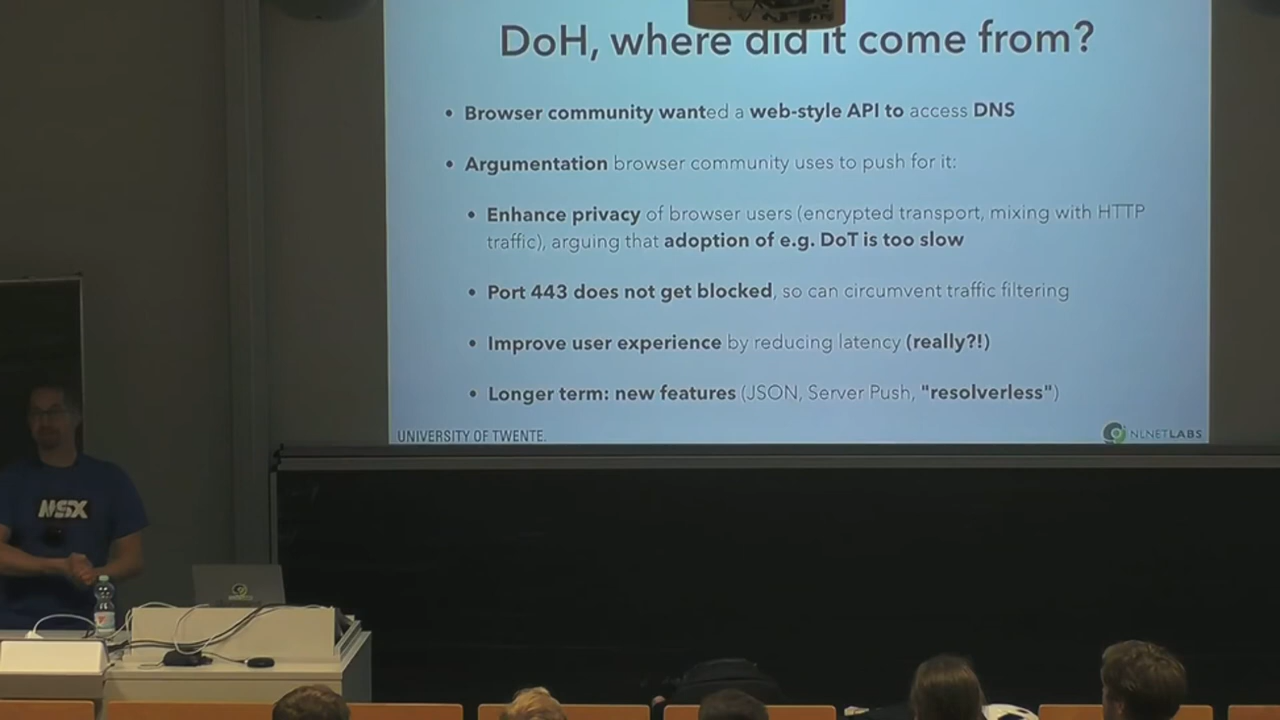 DoH, where did it come from?
• Browser community wanted a web-style API to access DNS
• Argumentation browser community uses to push for it:
• Enhance privacy of browser users (encrypted transport, mixing with HTTP
traffic), arguing that adoption of e.g. DoT is too slow
• Port 443 does not get blocked, so can circumvent traffic filtering
• Improve user experience by reducing latency (really?!)
• Longer term: new features (JSON, Server Push, "resolverless")
UNIVERSITY OF TWENTE.
NLNETLABS
MSX